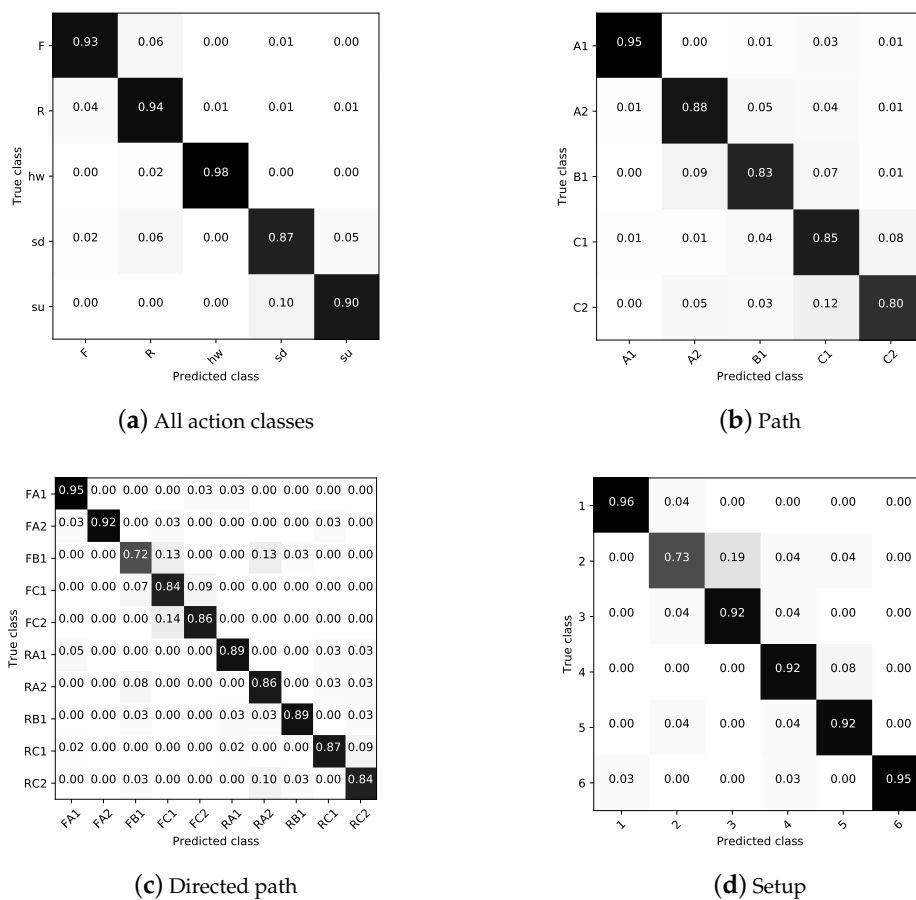 F 0.93 0.06 0.00 0.01 0.00
R 0.04 0.94 0.01 0.01 0.01
hw 0.00 0.02 0.98 0.00 0.00
sd 0.02 0.06 0.00 0.87 0.05
su 0.00 0.00 0.00 0.10 0.90
True class
F R hw sd su
Predicted class
(a) All action classes
A1 0.95 0.00 0.01 0.03 0.01
A2 0.01 0.88 0.05 0.04 0.01
B1 0.00 0.09 0.83 0.07 0.01
C1 0.01 0.01 0.04 0.85 0.08
C2 0.00 0.05 0.03 0.12 0.80
True class
A1 A2 B1 C1 C2
Predicted class
(b) Path
FA1 0.95 0.00 0.00 0.00 0.03 0.03 0.00 0.00 0.00 0.00
FA2 0.03 0.92 0.00 0.03 0.00 0.00 0.00 0.00 0.03 0.00
FB1 0.00 0.00 0.72 0.13 0.00 0.00 0.13 0.03 0.00 0.00
FC1 0.00 0.00 0.07 0.84 0.09 0.00 0.00 0.00 0.00 0.00
FC2 0.00 0.00 0.00 0.14 0.86 0.00 0.00 0.00 0.00 0.00
RA1 0.05 0.00 0.00 0.00 0.00 0.89 0.00 0.00 0.03 0.03
RA2 0.00 0.00 0.08 0.00 0.00 0.00 0.86 0.00 0.03 0.03
RB1 0.00 0.00 0.03 0.00 0.00 0.03 0.03 0.89 0.00 0.03
RC1 0.02 0.00 0.00 0.00 0.00 0.02 0.00 0.00 0.87 0.09
RC2 0.00 0.00 0.03 0.00 0.00 0.00 0.10 0.03 0.00 0.84
True class
FA1 FA2 FB1 FC1 FC2 RA1 RA2 RB1 RC1 RC2
Predicted class
(c) Directed path
1 0.96 0.04 0.00 0.00 0.00 0.00
2 0.00 0.73 0.19 0.04 0.04 0.00
3 0.00 0.04 0.92 0.04 0.00 0.00
4 0.00 0.00 0.00 0.92 0.08 0.00
5 0.00 0.04 0.00 0.04 0.92 0.00
6 0.03 0.00 0.00 0.03 0.00 0.95
True class
1 2 3 4 5 6
Predicted class
(d) Setup